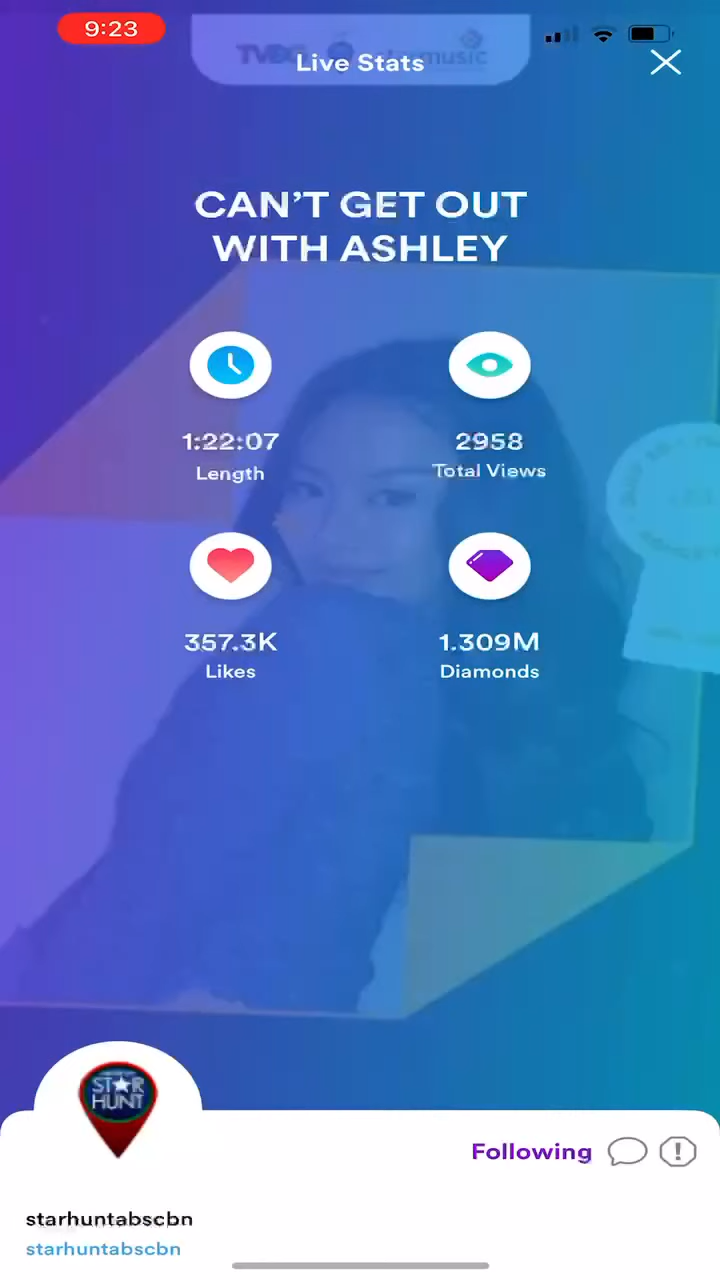 9:23
Live Stats
CAN'T GET OUT
WITH ASHLEY
1:22:07
Length
2958
Total Views
357.3K
Likes
1.309M
Diamonds
STAR
HUNT
Following
starhuntabscbn
starhuntabscbn